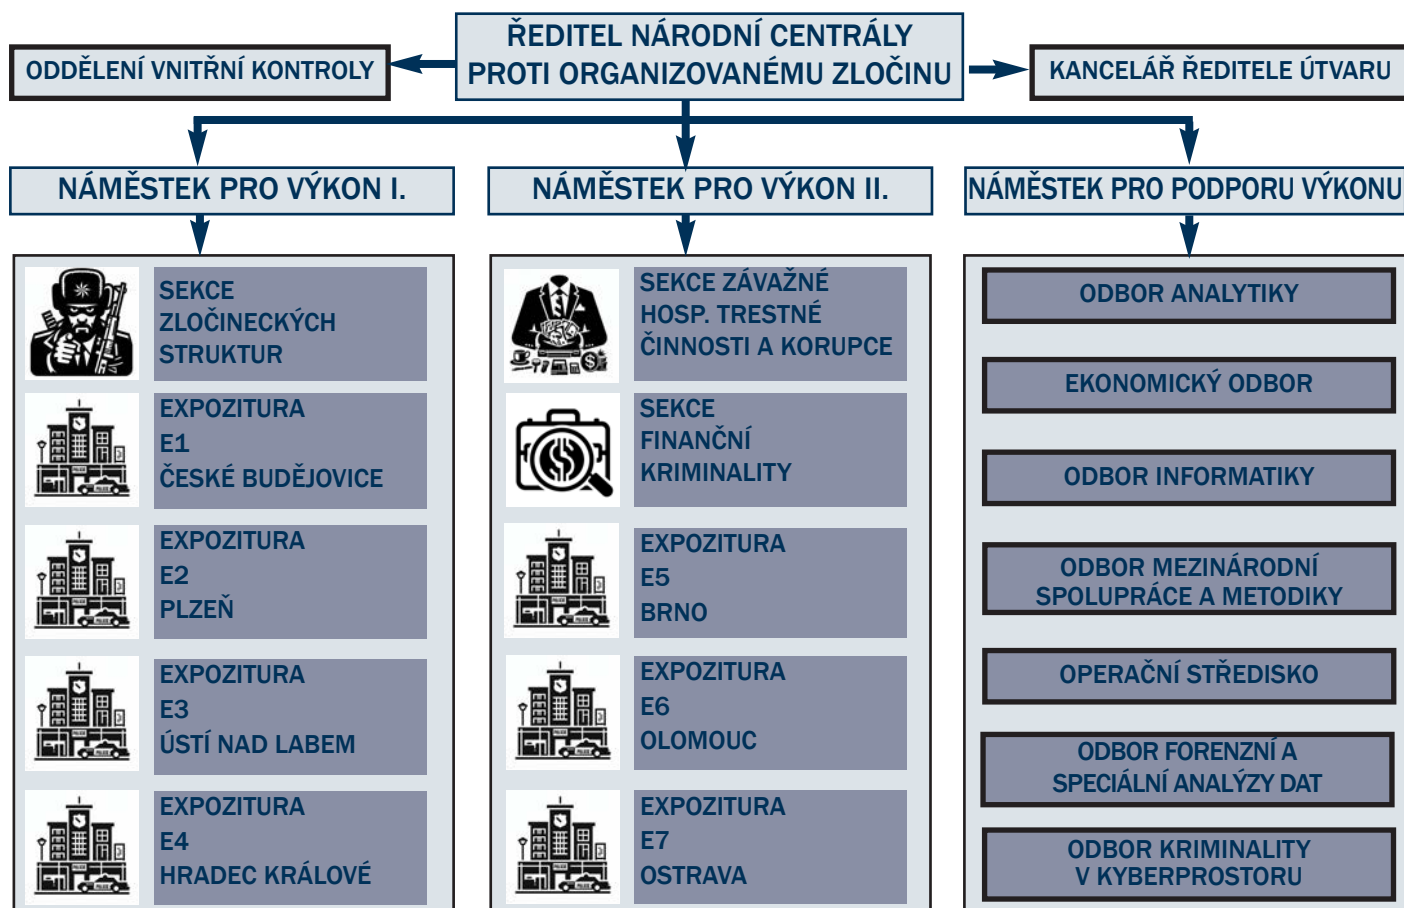 ŘEDITEL NÁRODNÍ CENTRÁLY
PROTI ORGANIZOVANÉMU ZLOČINU
ODDĚLENÍ VNITŘNÍ KONTROLY
KANCELÁŘ ŘEDITELE ÚTVARU
NÁMĚSTEK PRO VÝKON I.
SEKCE
ZLOČINECKÝCH
STRUKTUR
EXPOZITURA
E1
ČESKÉ BUDĚJOVICE
EXPOZITURA
E2
PLZEŇ
EXPOZITURA
E3
ÚSTÍ NAD LABEM
EXPOZITURA
E4
HRADEC KRÁLOVÉ
NÁMĚSTEK PRO VÝKON II.
SEKCE ZÁVAŽNÉ
HOSP. TRESTNÉ
ČINNOSTI A KORUPCE
SEKCE
FINANČNÍ
KRIMINALITY
EXPOZITURA
E5
BRNO
EXPOZITURA
E6
OLOMOUC
EXPOZITURA
E7
OSTRAVA
NÁMĚSTEK PRO PODPORU VÝKONU
ODBOR ANALYTIKY
EKONOMICKÝ ODBOR
ODBOR INFORMATIKY
ODBOR MEZINÁRODNÍ
SPOLUPRÁCE A METODIKY
OPERAČNÍ STŘEDISKO
ODBOR FORENZNÍ A
SPECIÁLNÍ ANALÝZY DAT
ODBOR KRIMINALITY
V KYBERPROSTORU